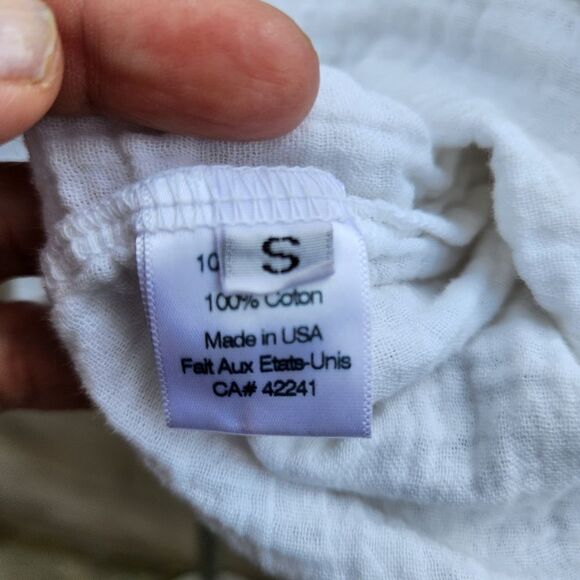 S
10
100% Coton
Made in USA
Fait Aux Etats-Unis
CA# 42241